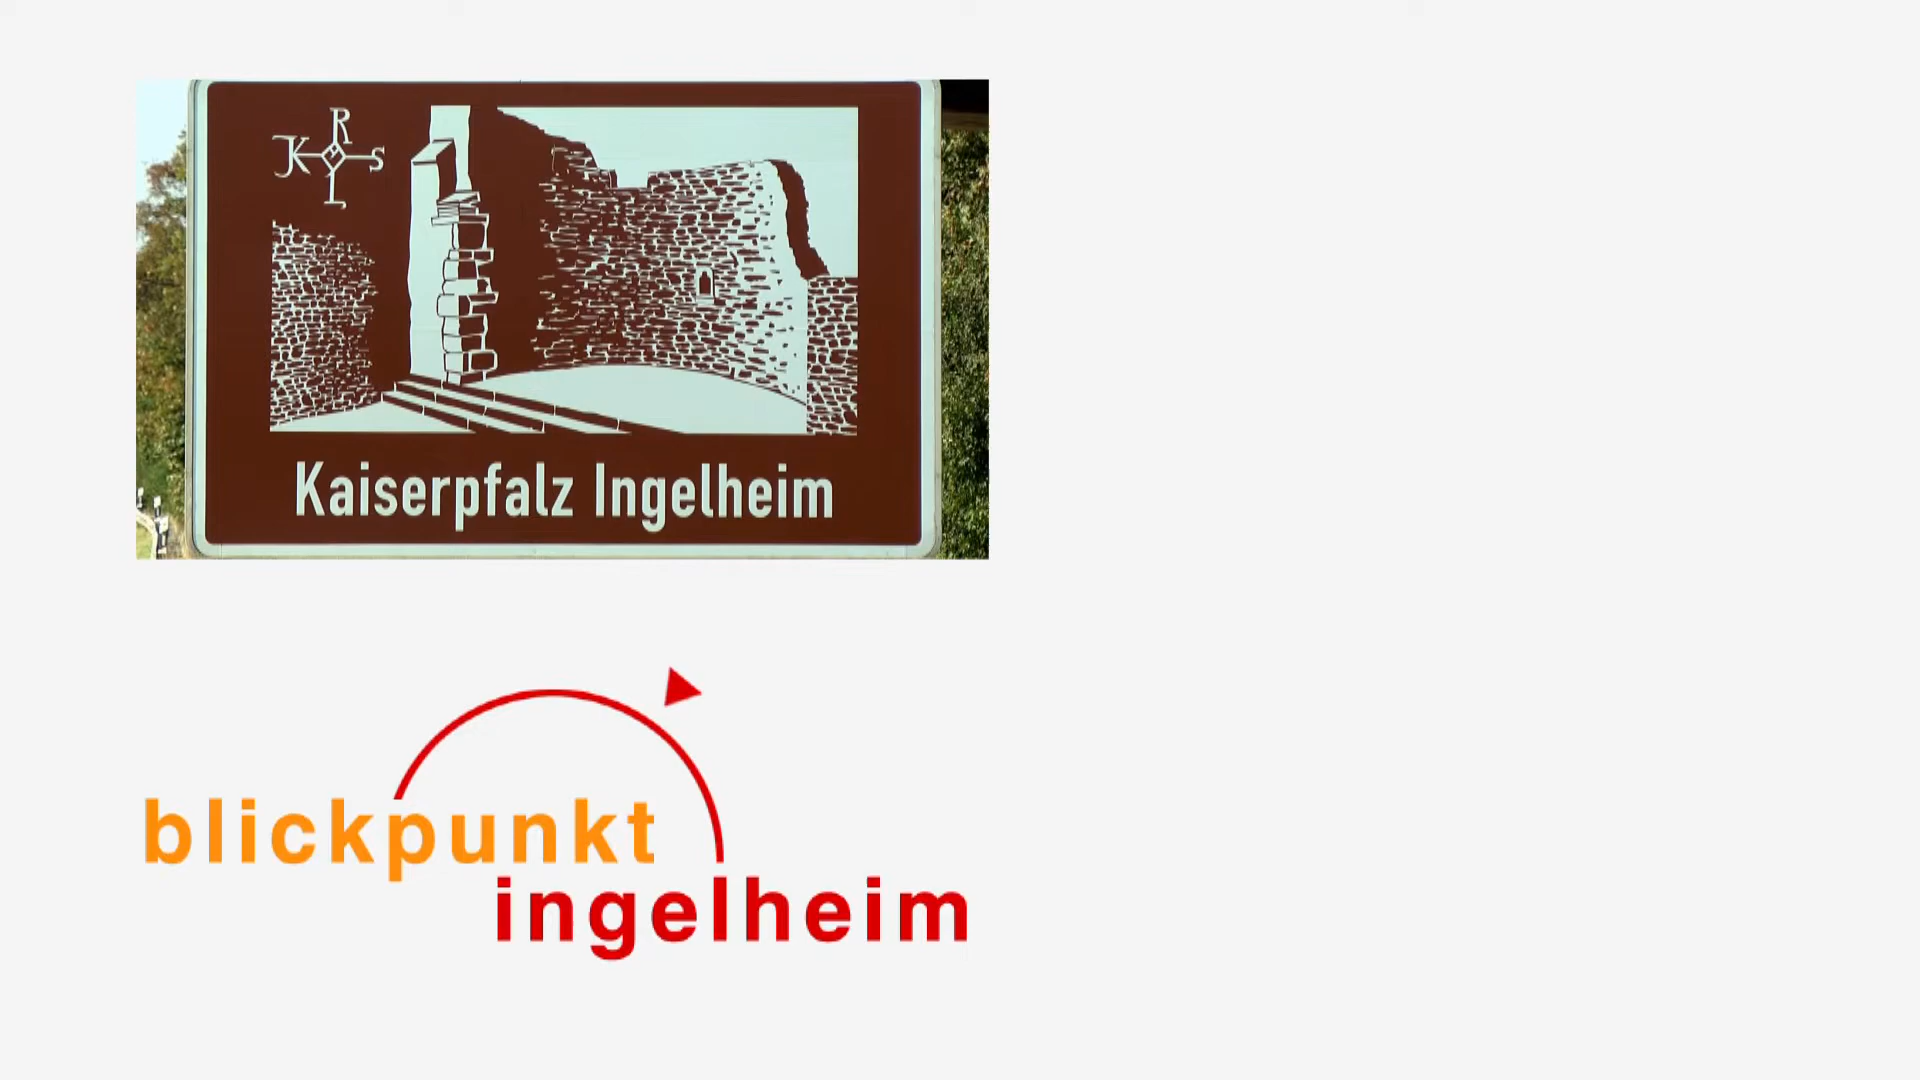 R
K S
L
Kaiserpfalz Ingelheim
blickpunkt
ingelheim